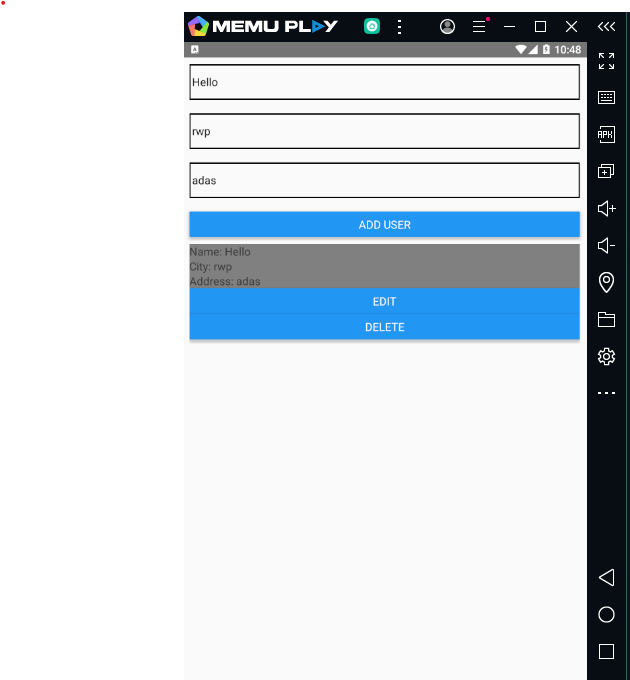 MEMU PLAY
10:48
Hello
rwp
adas
ADD USER
Name: Hello
City: rwp
Address: adas
EDIT
DELETE
APK
A